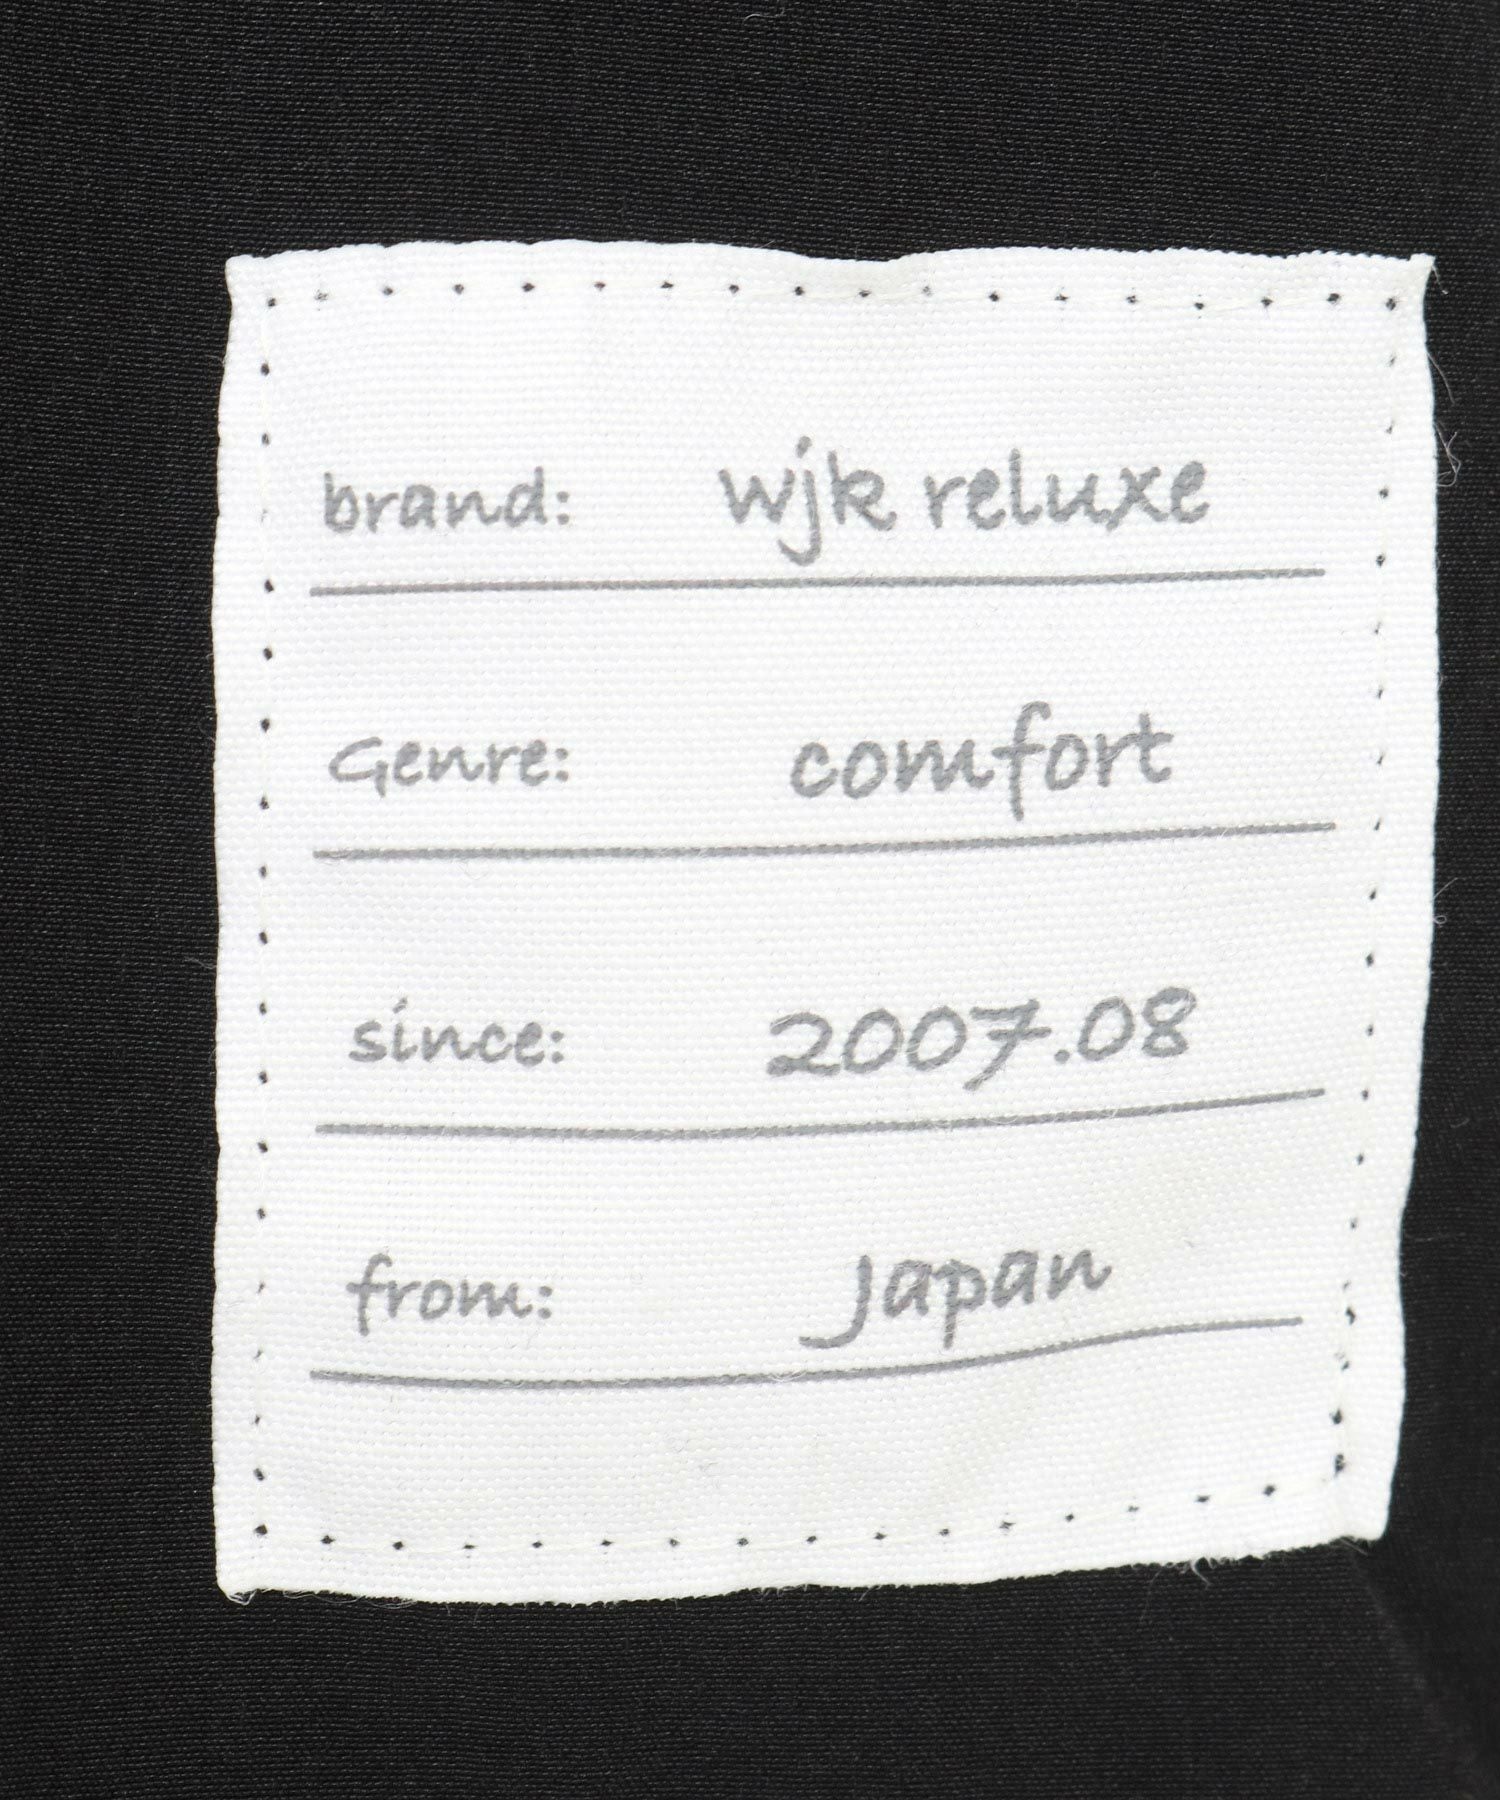 brand: wjk reluxe
Genre: comfort
since: 2007.08
from: Japan